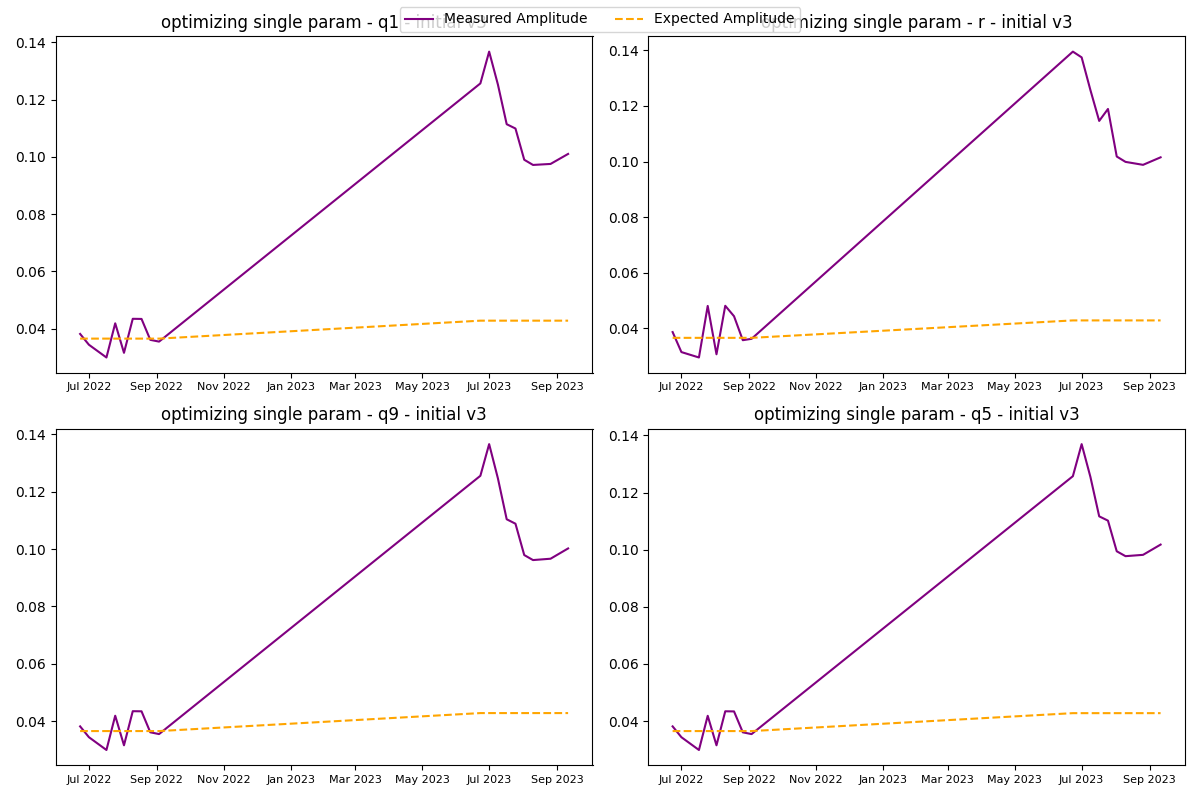 Measured Amplitude Expected Amplitude
optimizing single param - q1 - initial v3
optimizing single param - r - initial v3
0.14
0.12
0.10
0.08
0.06
0.04
Jul 2022 Sep 2022 Nov 2022 Jan 2023 Mar 2023 May 2023 Jul 2023 Sep 2023
0.14
0.12
0.10
0.08
0.06
0.04
Jul 2022 Sep 2022 Nov 2022 Jan 2023 Mar 2023 May 2023 Jul 2023 Sep 2023
optimizing single param - q9 - initial v3
optimizing single param - q5 - initial v3
0.14
0.12
0.10
0.08
0.06
0.04
Jul 2022 Sep 2022 Nov 2022 Jan 2023 Mar 2023 May 2023 Jul 2023 Sep 2023
0.14
0.12
0.10
0.08
0.06
0.04
Jul 2022 Sep 2022 Nov 2022 Jan 2023 Mar 2023 May 2023 Jul 2023 Sep 2023